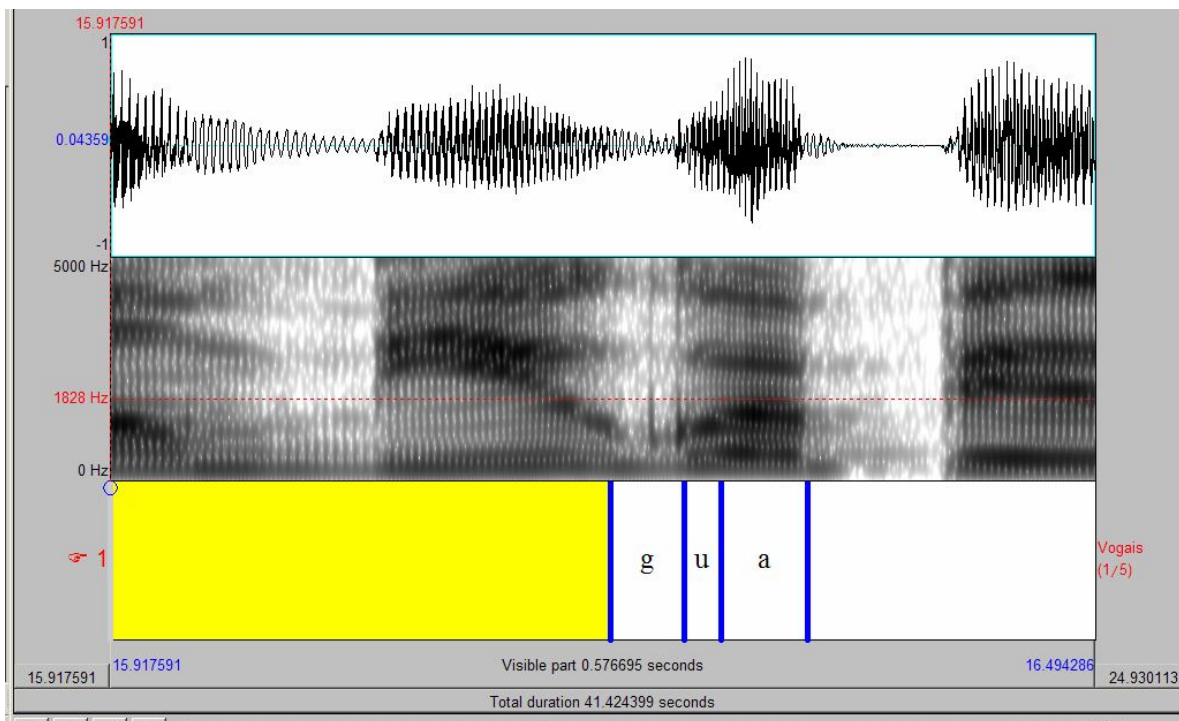 15.917591
1
0.04359
-1
5000 Hz
1828 Hz
0 Hz
☞ 1
g u a
Vogais
(1/5)
15.917591 Visible part 0.576695 seconds 16.494286
15.917591 24.930113
Total duration 41.424399 seconds